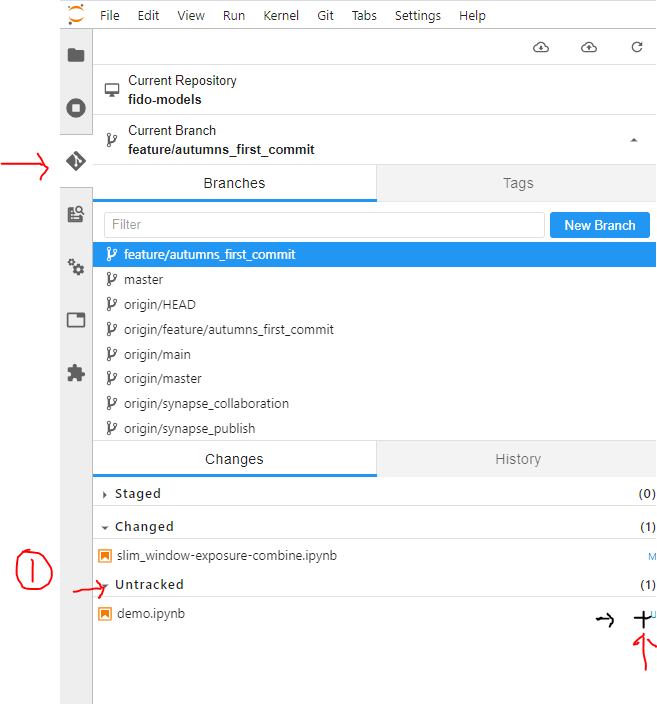 File Edit View Run Kernel Git Tabs Settings Help
Current Repository
fido-models
Current Branch
feature/autumns_first_commit
Branches Tags
Filter New Branch
feature/autumns_first_commit
master
origin/HEAD
origin/feature/autumns_first_commit
origin/main
origin/master
origin/synapse_collaboration
origin/synapse_publish
Changes History
Staged (0)
Changed (1)
slim_window-exposure-combine.ipynb M
1
Untracked (1)
demo.ipynb + U